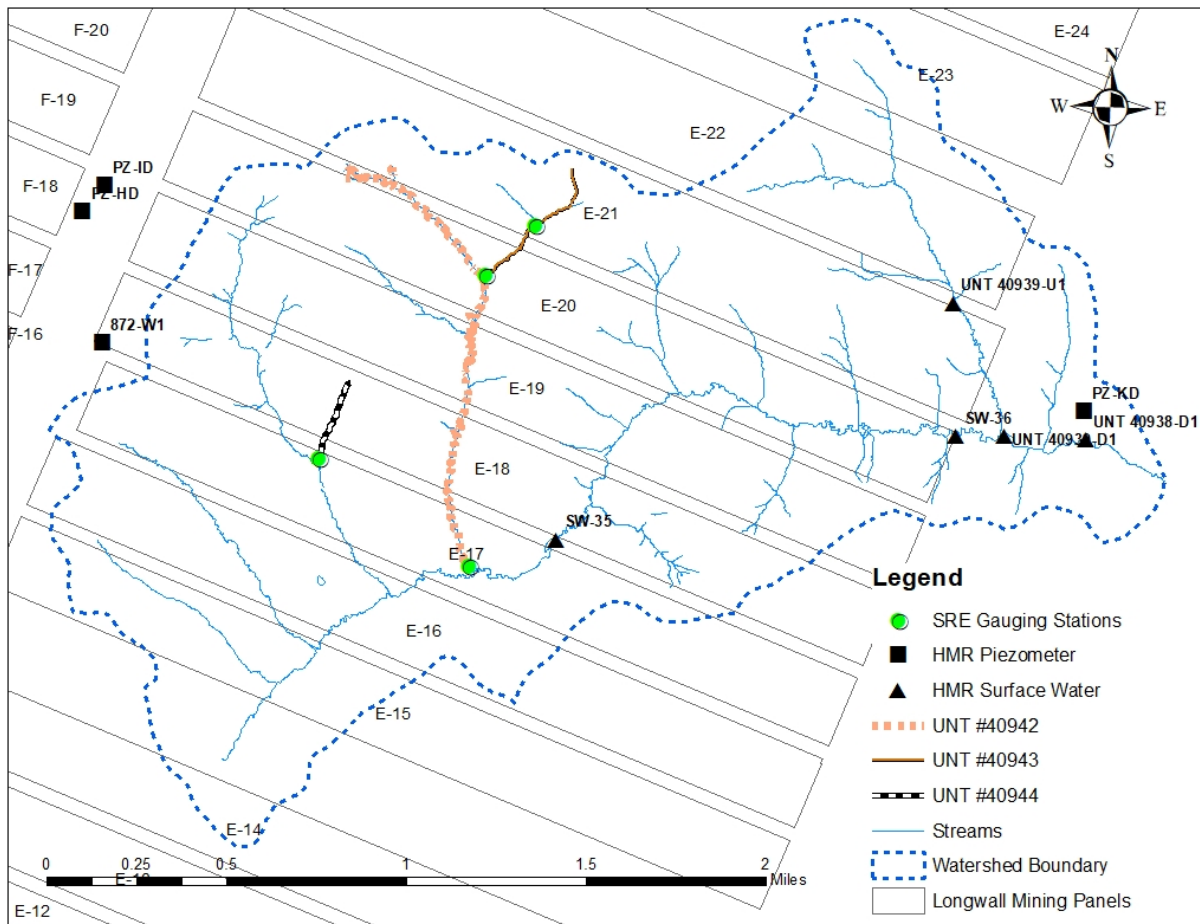 F-20
E-24
N
E-23
W
E
F-19
E-22
S
PZ-ID
F-18
PZ-HD
E-21
F-17
UNT 40939-U1
E-20
872-W1
F-16
E-19
PZ-KD
SW-36
UNT 40938-D1
UNT 40939-D1
E-18
SW-35
E-17
Legend
SRE Gauging Stations
E-16
HMR Piezometer
HMR Surface Water
E-15
UNT #40942
UNT #40943
UNT #40944
E-14
Streams
0 0.25 0.5 1 1.5 2
Watershed Boundary
Miles
Longwall Mining Panels
E-12